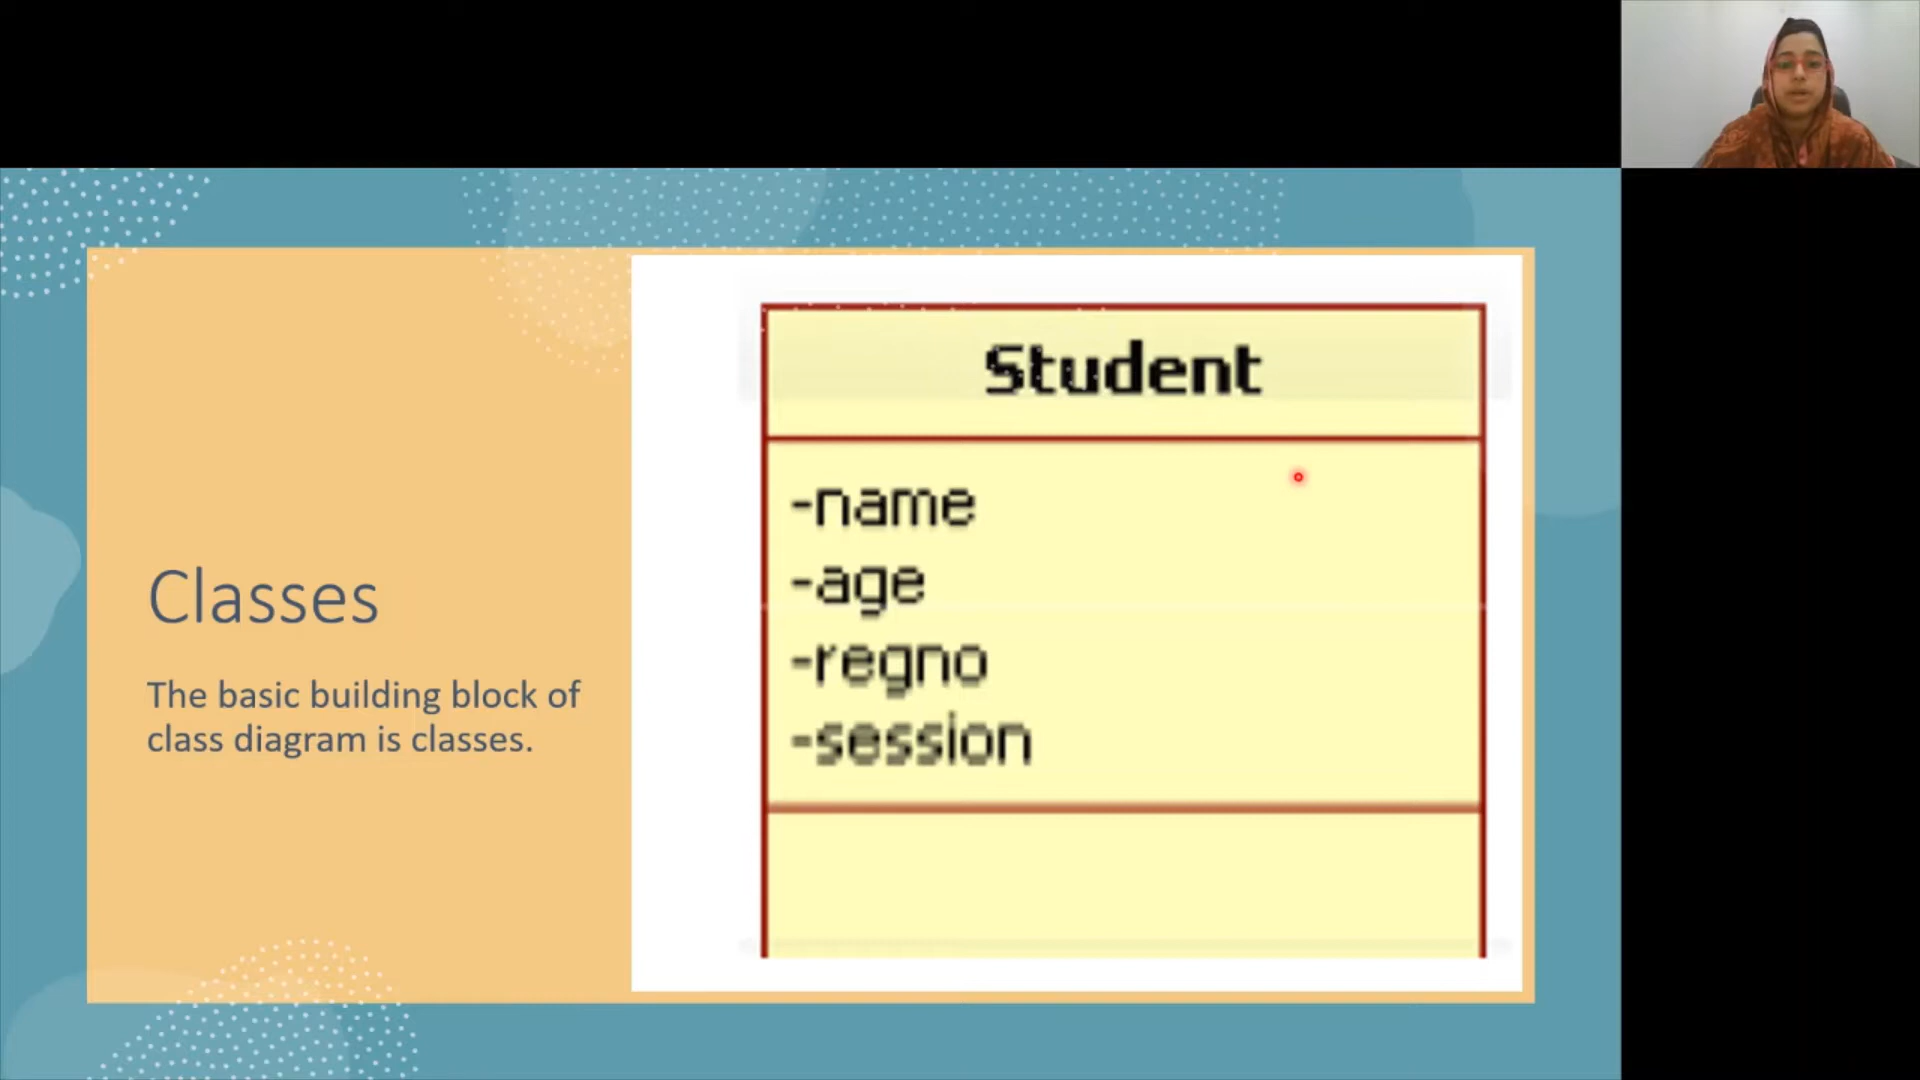 Classes
The basic building block of
class diagram is classes.
Student
-name
-age
-regno
-session